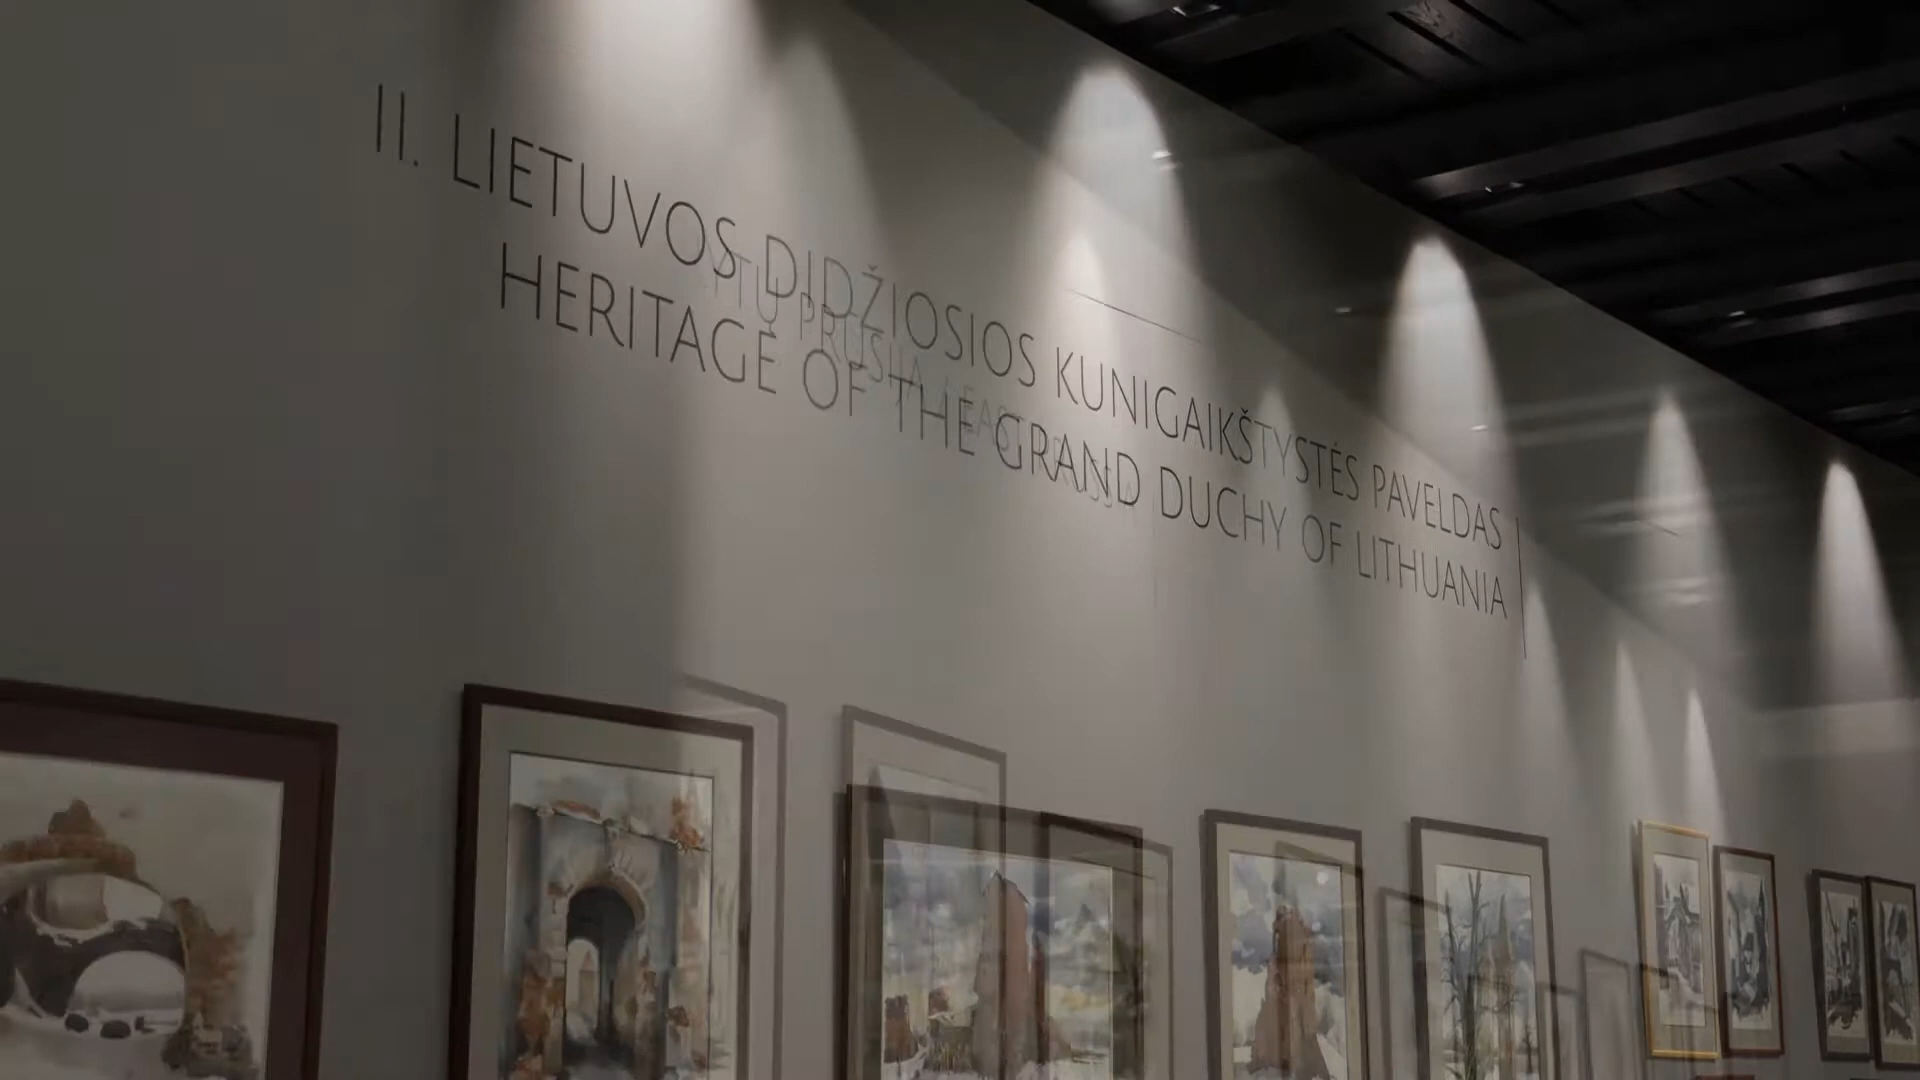 II. LIETUVOS DIDŽIOSIOS KUNIGAIKŠTYSTĖS PAVELDAS
HERITAGE OF THE GRAND DUCHY OF LITHUANIA